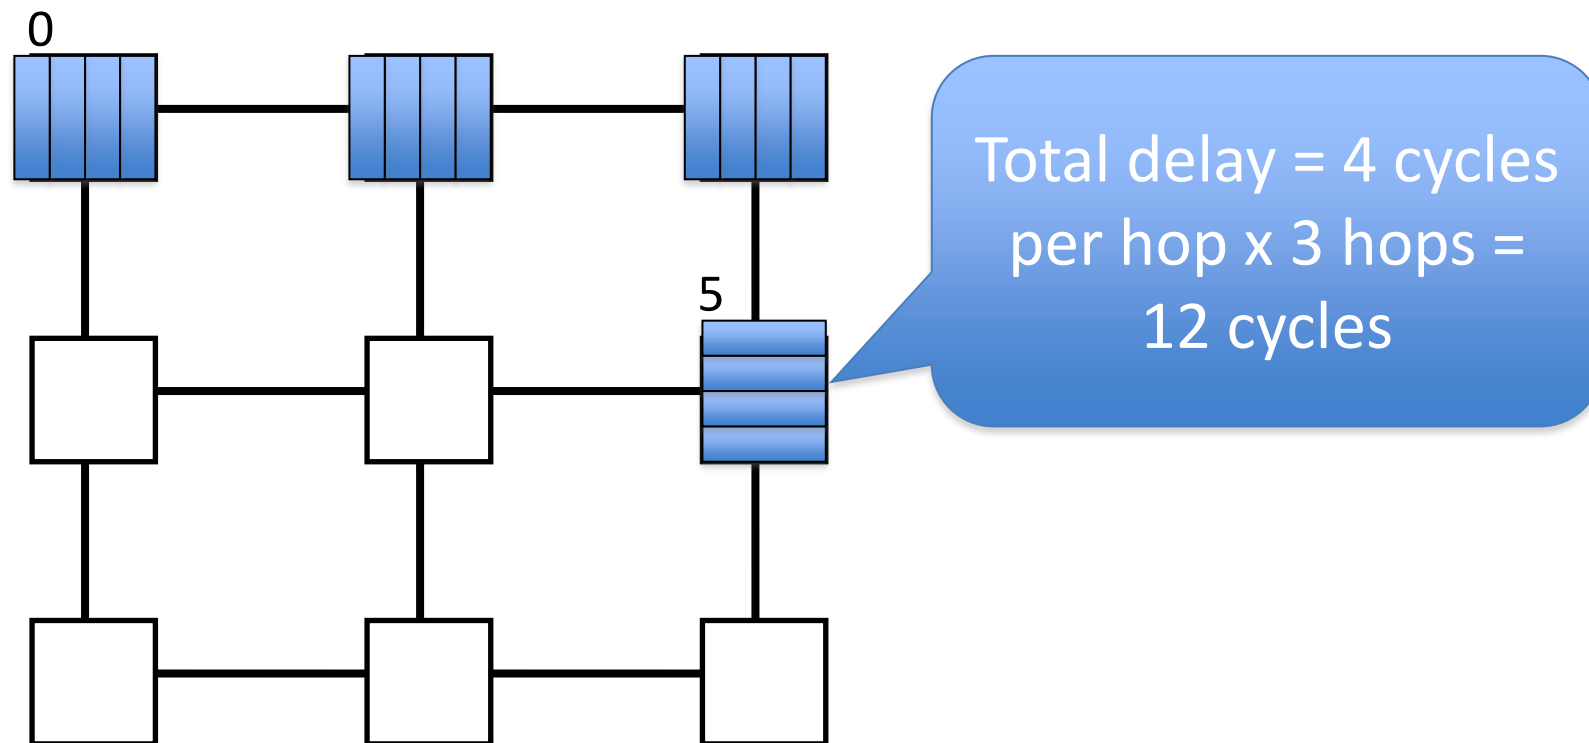 0
5
Total delay = 4 cycles
per hop x 3 hops =
12 cycles